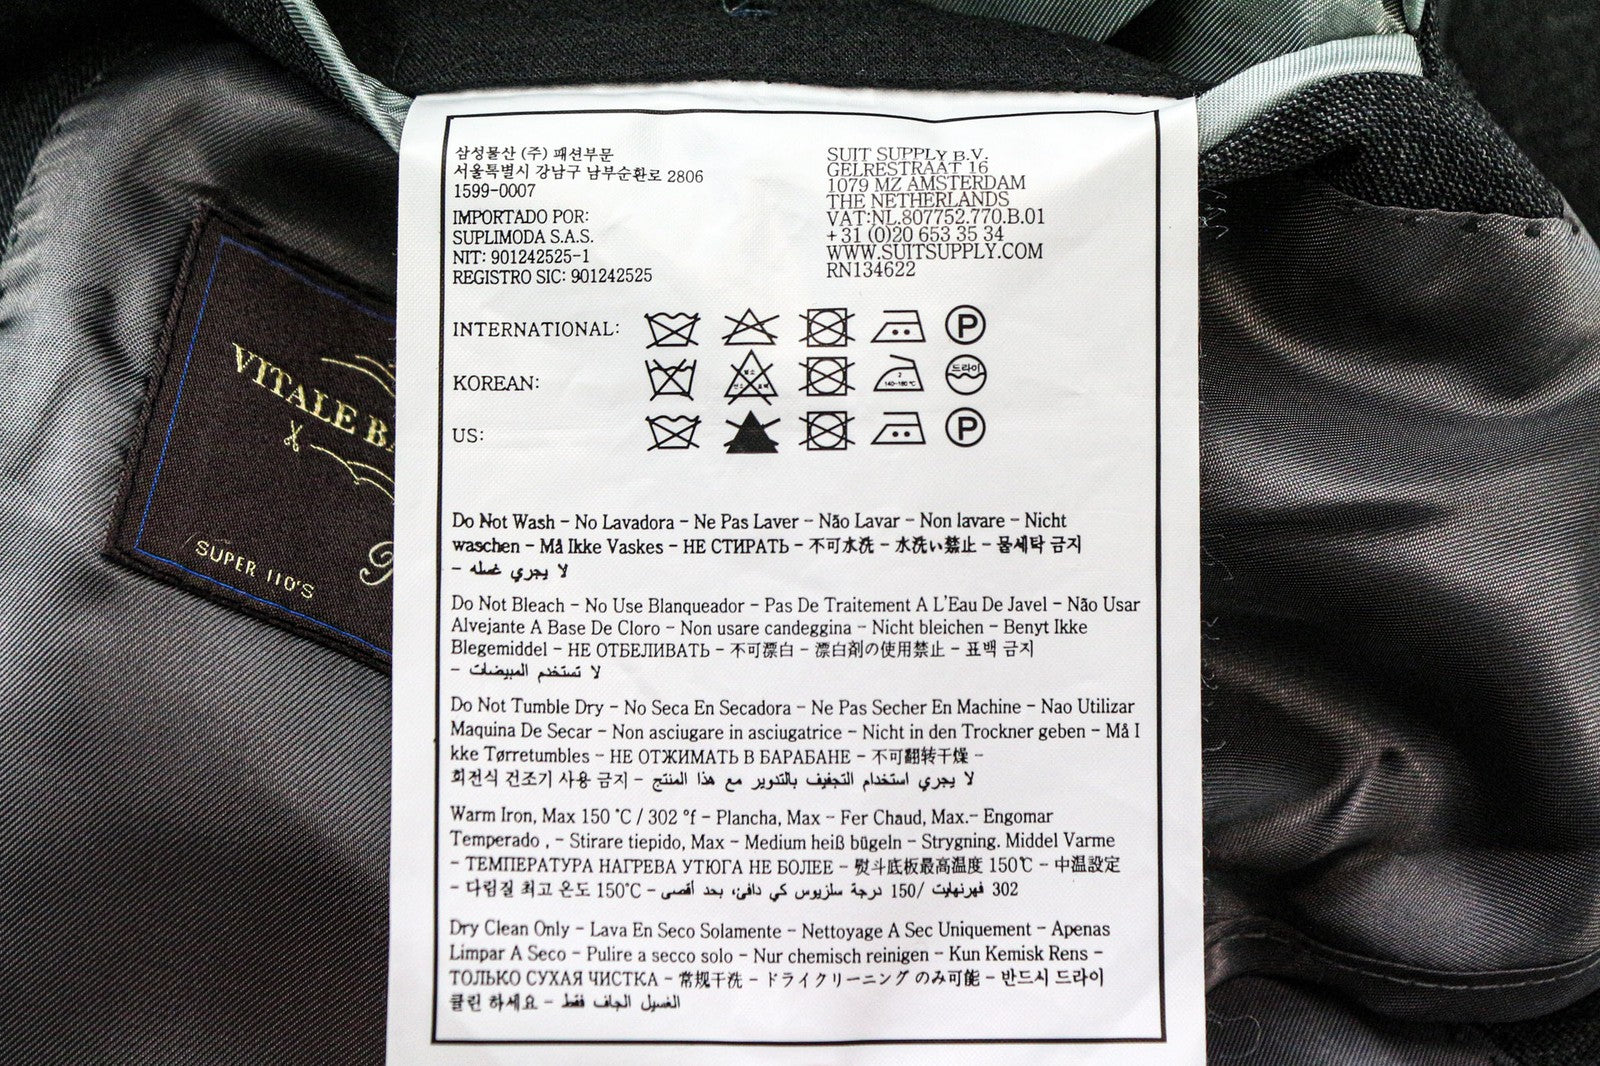 삼성물산 (주) 패션부문
서울특별시 강남구 남부순환로 2806
1599-0007
IMPORTADO POR:
SUPLIMODA S.A.S.
NIT: 901242525-1
REGISTRO SIC: 901242525
SUIT SUPPLY B.V.
GELRESTRAAT 16
1079 MZ AMSTERDAM
THE NETHERLANDS
VAT:NL.807752.770.B.01
+31 (0)20 653 35 34
WWW.SUITSUPPLY.COM
RN134622
INTERNATIONAL:
P
KOREAN:
2
140~160 °C
드라이
US:
P
Do Not Wash - No Lavadora - Ne Pas Laver - Não Lavar - Non lavare - Nicht
waschen - Må Ikke Vaskes - НЕ СТИРАТЬ - 不可水洗 - 水洗い禁止 - 물세탁 금지
- لا يجري غسله
Do Not Bleach - No Use Blanqueador - Pas De Traitement A L'Eau De Javel - Não Usar
Alvejante A Base De Cloro - Non usare candeggina - Nicht bleichen - Benyt Ikke
Blegemiddel - НЕ ОТБЕЛИВАТЬ - 不可漂白 - 漂白剤の使用禁止 - 표백 금지
- لا تستخدم المبيضات
Do Not Tumble Dry - No Seca En Secadora - Ne Pas Secher En Machine - Nao Utilizar
Maquina De Secar - Non asciugare in asciugatrice - Nicht in den Trockner geben - Må I
kke Tørretumbles - НЕ ОТЖИМАТЬ В БАРАБАНЕ - 不可翻转干燥 -
회전식 건조기 사용 금지 - لا يجري استخدام التجفيف بالتدوير مع هذا المنتج
Warm Iron, Max 150 °C / 302 °f - Plancha, Max - Fer Chaud, Max.- Engomar
Temperado , - Stirare tiepido, Max - Medium heiß bügeln - Strygning. Middel Varme
- ТЕМПЕРАТУРА НАГРЕВА УТЮГА НЕ БОЛЕЕ - 熨斗底板最高温度 150℃ - 中温設定
- 다림질 최고 온도 150℃ - كي دافئ، بحد أقصى 150 درجة سلزيوس/ 302 فهرنهايت
Dry Clean Only - Lava En Seco Solamente - Nettoyage A Sec Uniquement - Apenas
Limpar A Seco - Pulire a secco solo - Nur chemisch reinigen - Kun Kemisk Rens -
ТОЛЬКО СУХАЯ ЧИСТКА - 常规干洗 - ドライクリーニング のみ可能 - 반드시 드라이
클린 하세요 - الغسيل الجاف فقط
VITALE BA
SUPER 110'S